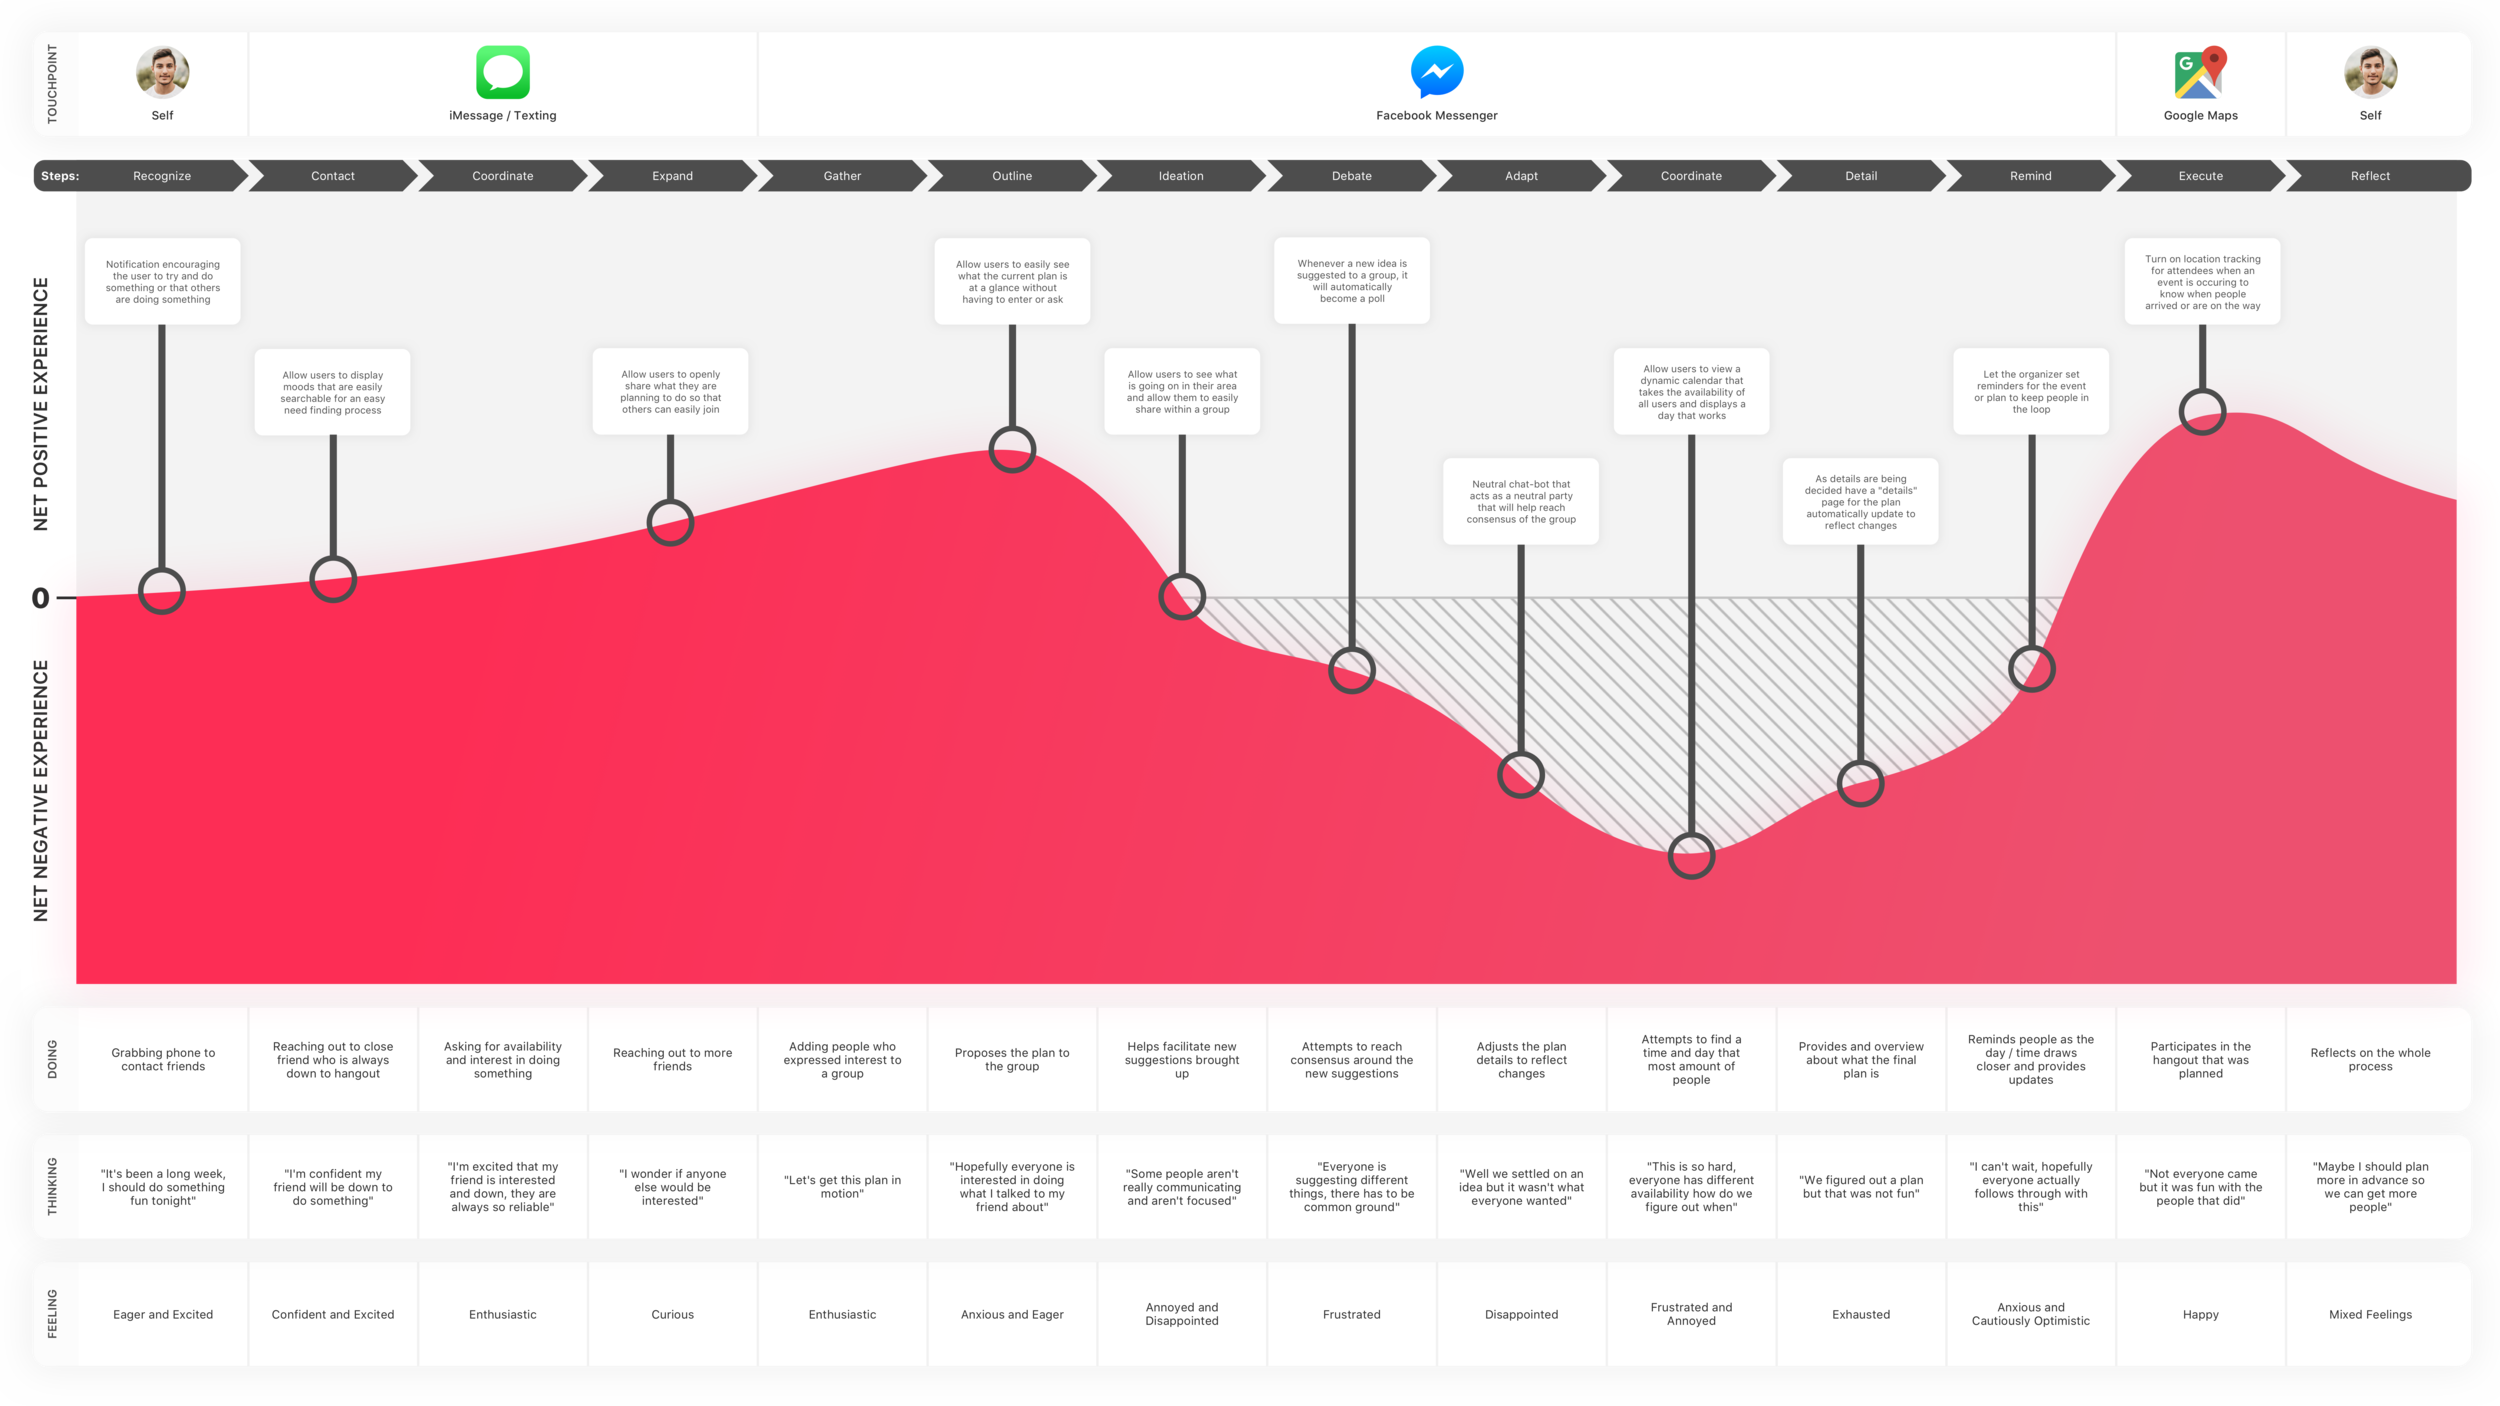 TOUCHPOINT
Self
iMessage / Texting
Facebook Messenger
G
Google Maps
Self
Steps:
Recognize
Contact
Coordinate
Expand
Gather
Outline
Ideation
Debate
Adapt
Coordinate
Detail
Remind
Execute
Reflect
NET POSITIVE EXPERIENCE
0
NET NEGATIVE EXPERIENCE
Notification encouraging
the user to try and do
something or that others
are doing something
Allow users to display
moods that are easily
searchable for an easy
need finding process
Allow users to openly
share what they are
planning to do so that
others can easily join
Allow users to easily see
what the current plan is
at a glance without
having to enter or ask
Allow users to see what
is going on in their area
and allow them to easily
share within a group
Whenever a new idea is
suggested to a group, it
will automatically
become a poll
Neutral chat-bot that
acts as a neutral party
that will help reach
consensus of the group
Allow users to view a
dynamic calendar that
takes the availability of
all users and displays a
day that works
As details are being
decided have a "details"
page for the plan
automatically update to
reflect changes
Let the organizer set
reminders for the event
or plan to keep people in
the loop
Turn on location tracking
for attendees when an
event is occuring to
know when people
arrived or are on the way
DOING
Grabbing phone to
contact friends
Reaching out to close
friend who is always
down to hangout
Asking for availability
and interest in doing
something
Reaching out to more
friends
Adding people who
expressed interest to
a group
Proposes the plan to
the group
Helps facilitate new
suggestions brought
up
Attempts to reach
consensus around the
new suggestions
Adjusts the plan
details to reflect
changes
Attempts to find a
time and day that
most amount of
people
Provides and overview
about what the final
plan is
Reminds people as the
day / time draws
closer and provides
updates
Participates in the
hangout that was
planned
Reflects on the whole
process
THINKING
"It's been a long week,
I should do something
fun tonight"
"I'm confident my
friend will be down to
do something"
"I'm excited that my
friend is interested
and down, they are
always so reliable"
"I wonder if anyone
else would be
interested"
"Let's get this plan in
motion"
"Hopefully everyone is
interested in doing
what I talked to my
friend about"
"Some people aren't
really communicating
and aren't focused"
"Everyone is
suggesting different
things, there has to be
common ground"
"Well we settled on an
idea but it wasn't what
everyone wanted"
"This is so hard,
everyone has different
availability how do we
figure out when"
"We figured out a plan
but that was not fun"
"I can't wait, hopefully
everyone actually
follows through with
this"
"Not everyone came
but it was fun with the
people that did"
"Maybe I should plan
more in advance so
we can get more
people"
FEELING
Eager and Excited
Confident and Excited
Enthusiastic
Curious
Enthusiastic
Anxious and Eager
Annoyed and
Disappointed
Frustrated
Disappointed
Frustrated and
Annoyed
Exhausted
Anxious and
Cautiously Optimistic
Happy
Mixed Feelings